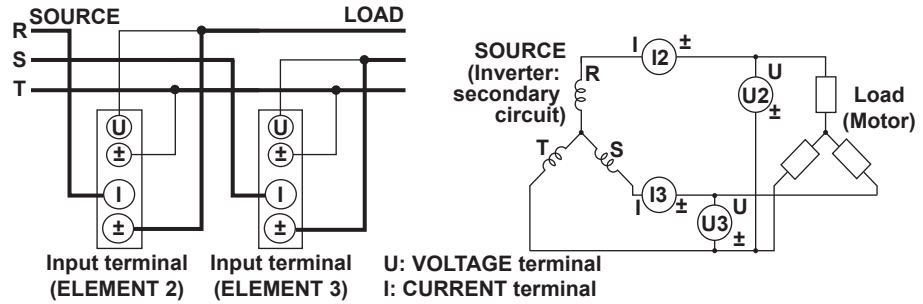 SOURCE
LOAD
R
S
T
U
±
I
±
U
±
I
±
Input terminal
(ELEMENT 2)
Input terminal
(ELEMENT 3)
U: VOLTAGE terminal
I: CURRENT terminal
SOURCE
(Inverter:
secondary
circuit)
R
T
S
I
I2
±
U
U2
±
I
I3
±
U
U3
±
Load
(Motor)